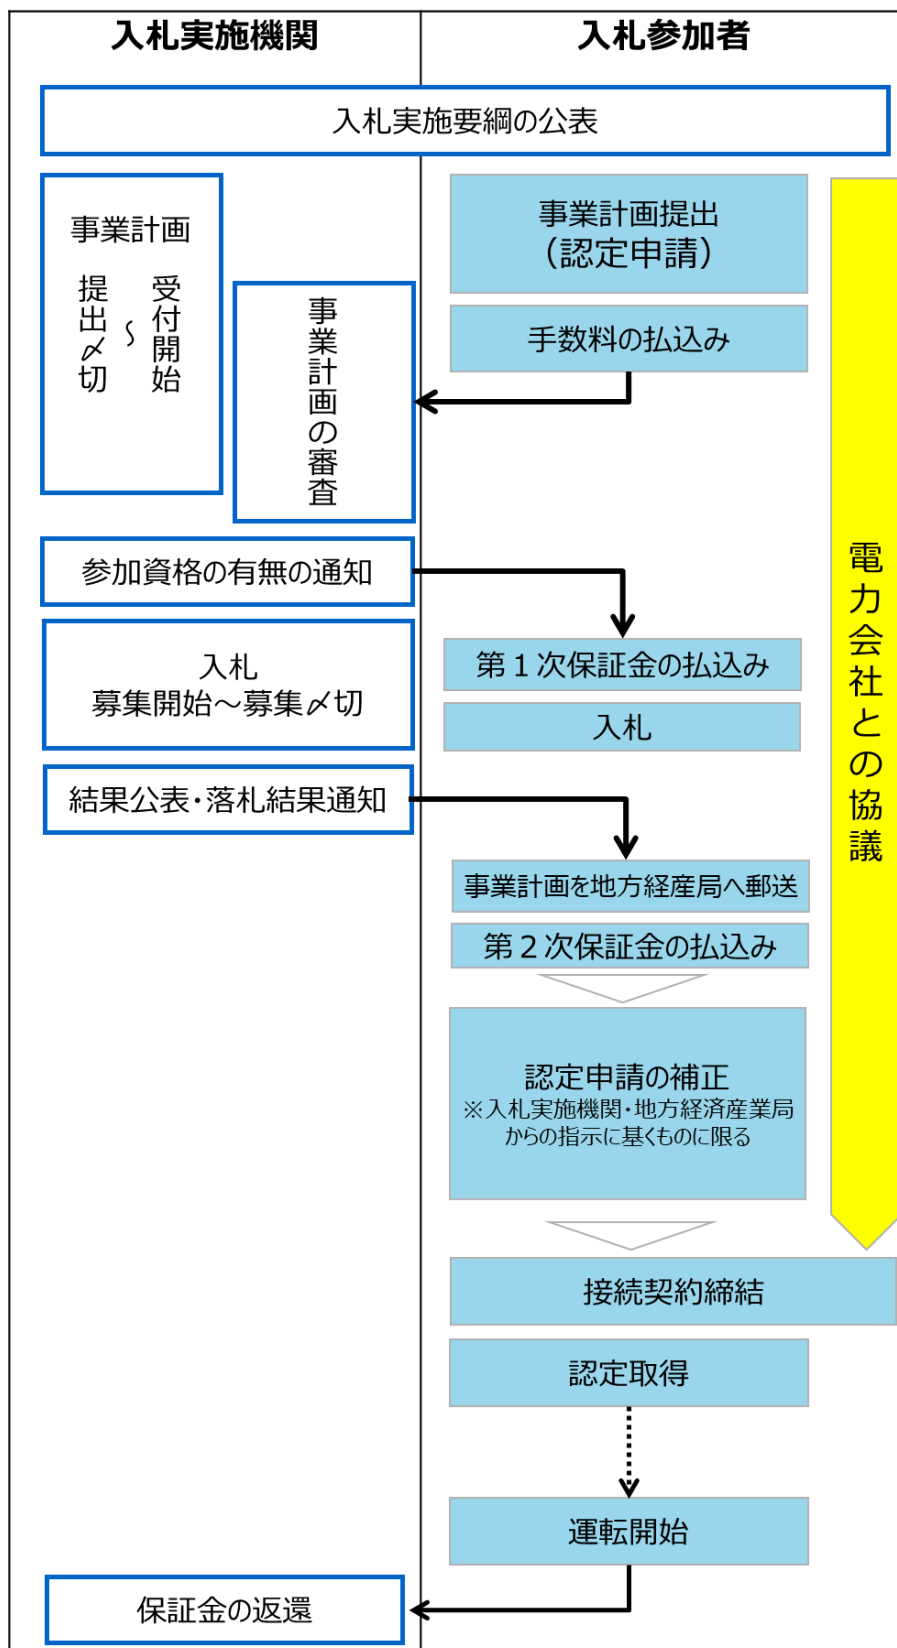 入札実施機関
入札参加者
入札実施要綱の公表
事業計画
受付開始
～
提出〆切
事業計画提出
（認定申請）
手数料の払込み
事業計画の審査
参加資格の有無の通知
第１次保証金の払込み
入札
募集開始～募集〆切
入札
結果公表・落札結果通知
事業計画を地方経産局へ郵送
第２次保証金の払込み
認定申請の補正
※入札実施機関・地方経済産業局
からの指示に基くものに限る
電力会社との協議
接続契約締結
認定取得
運転開始
保証金の返還